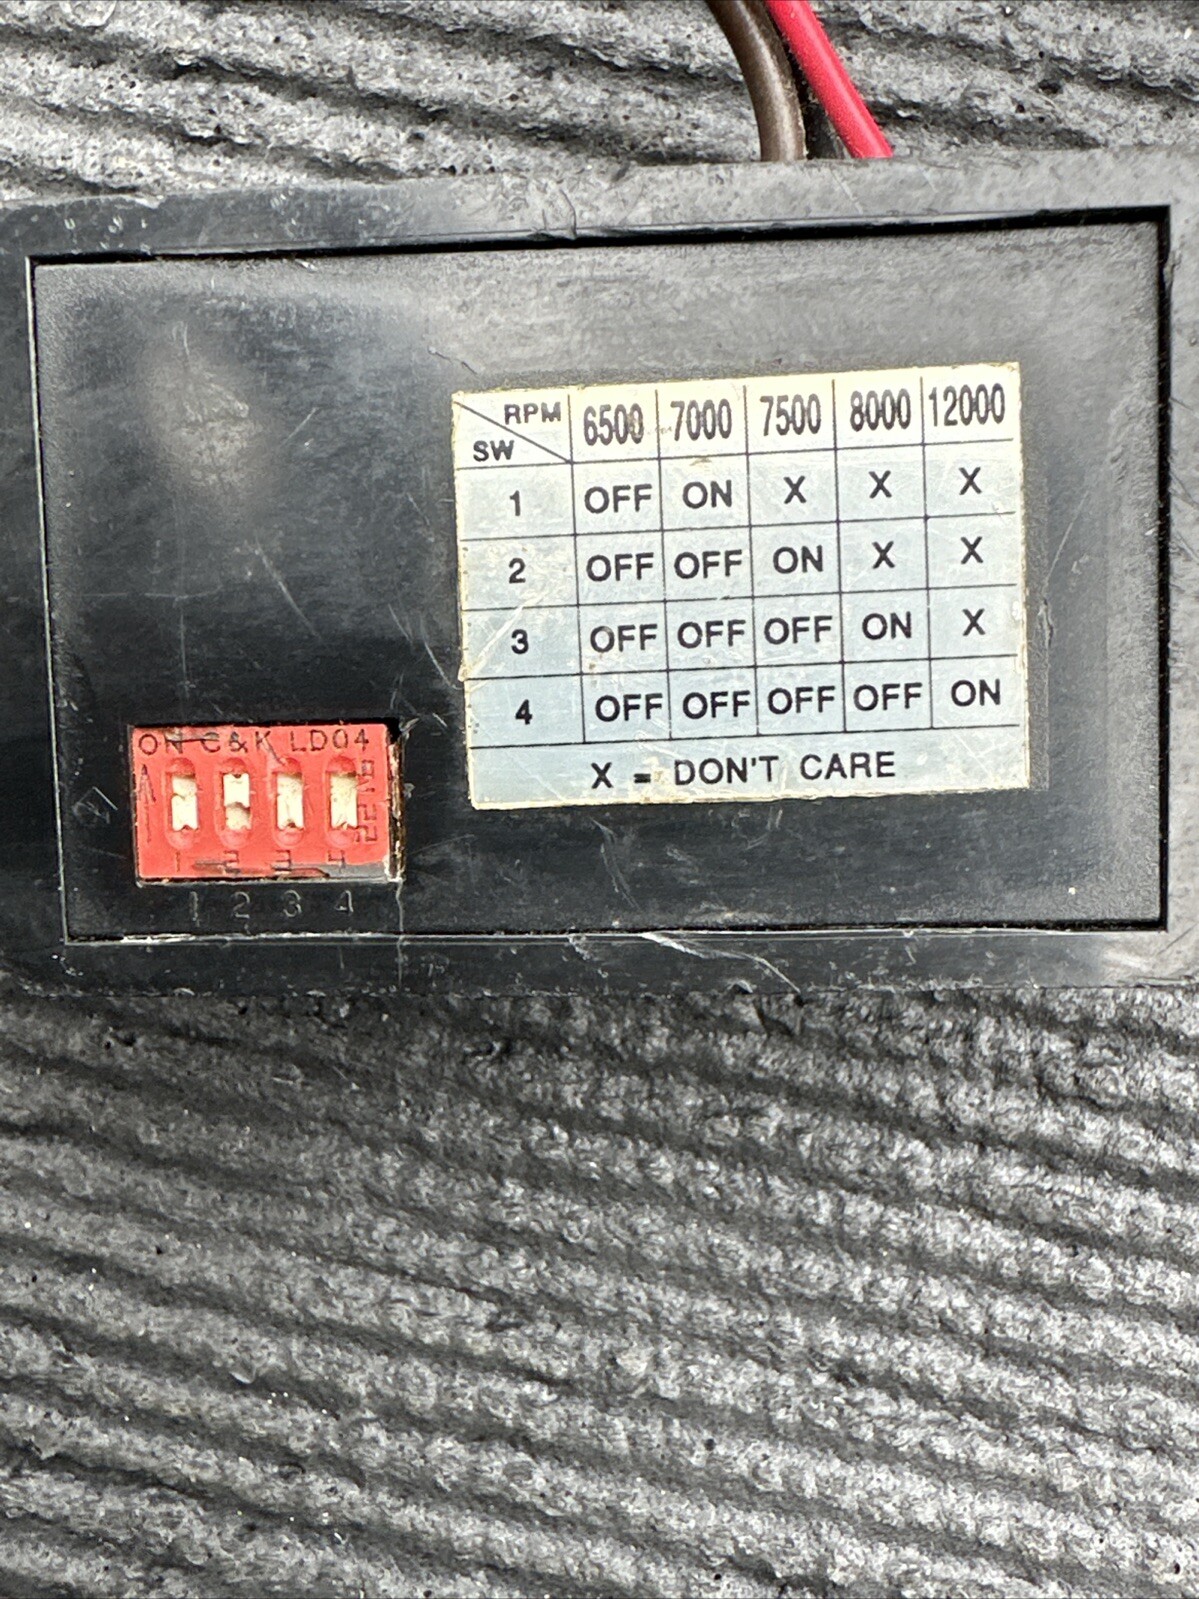 RPM 6500 7000 7500 8000 12000
SW
1 OFF ON X X X
2 OFF OFF ON X X
3 OFF OFF OFF ON X
4 OFF OFF OFF OFF ON
X = DON'T CARE
ON C&K LD04
1 2 3 4
1 2 3 4